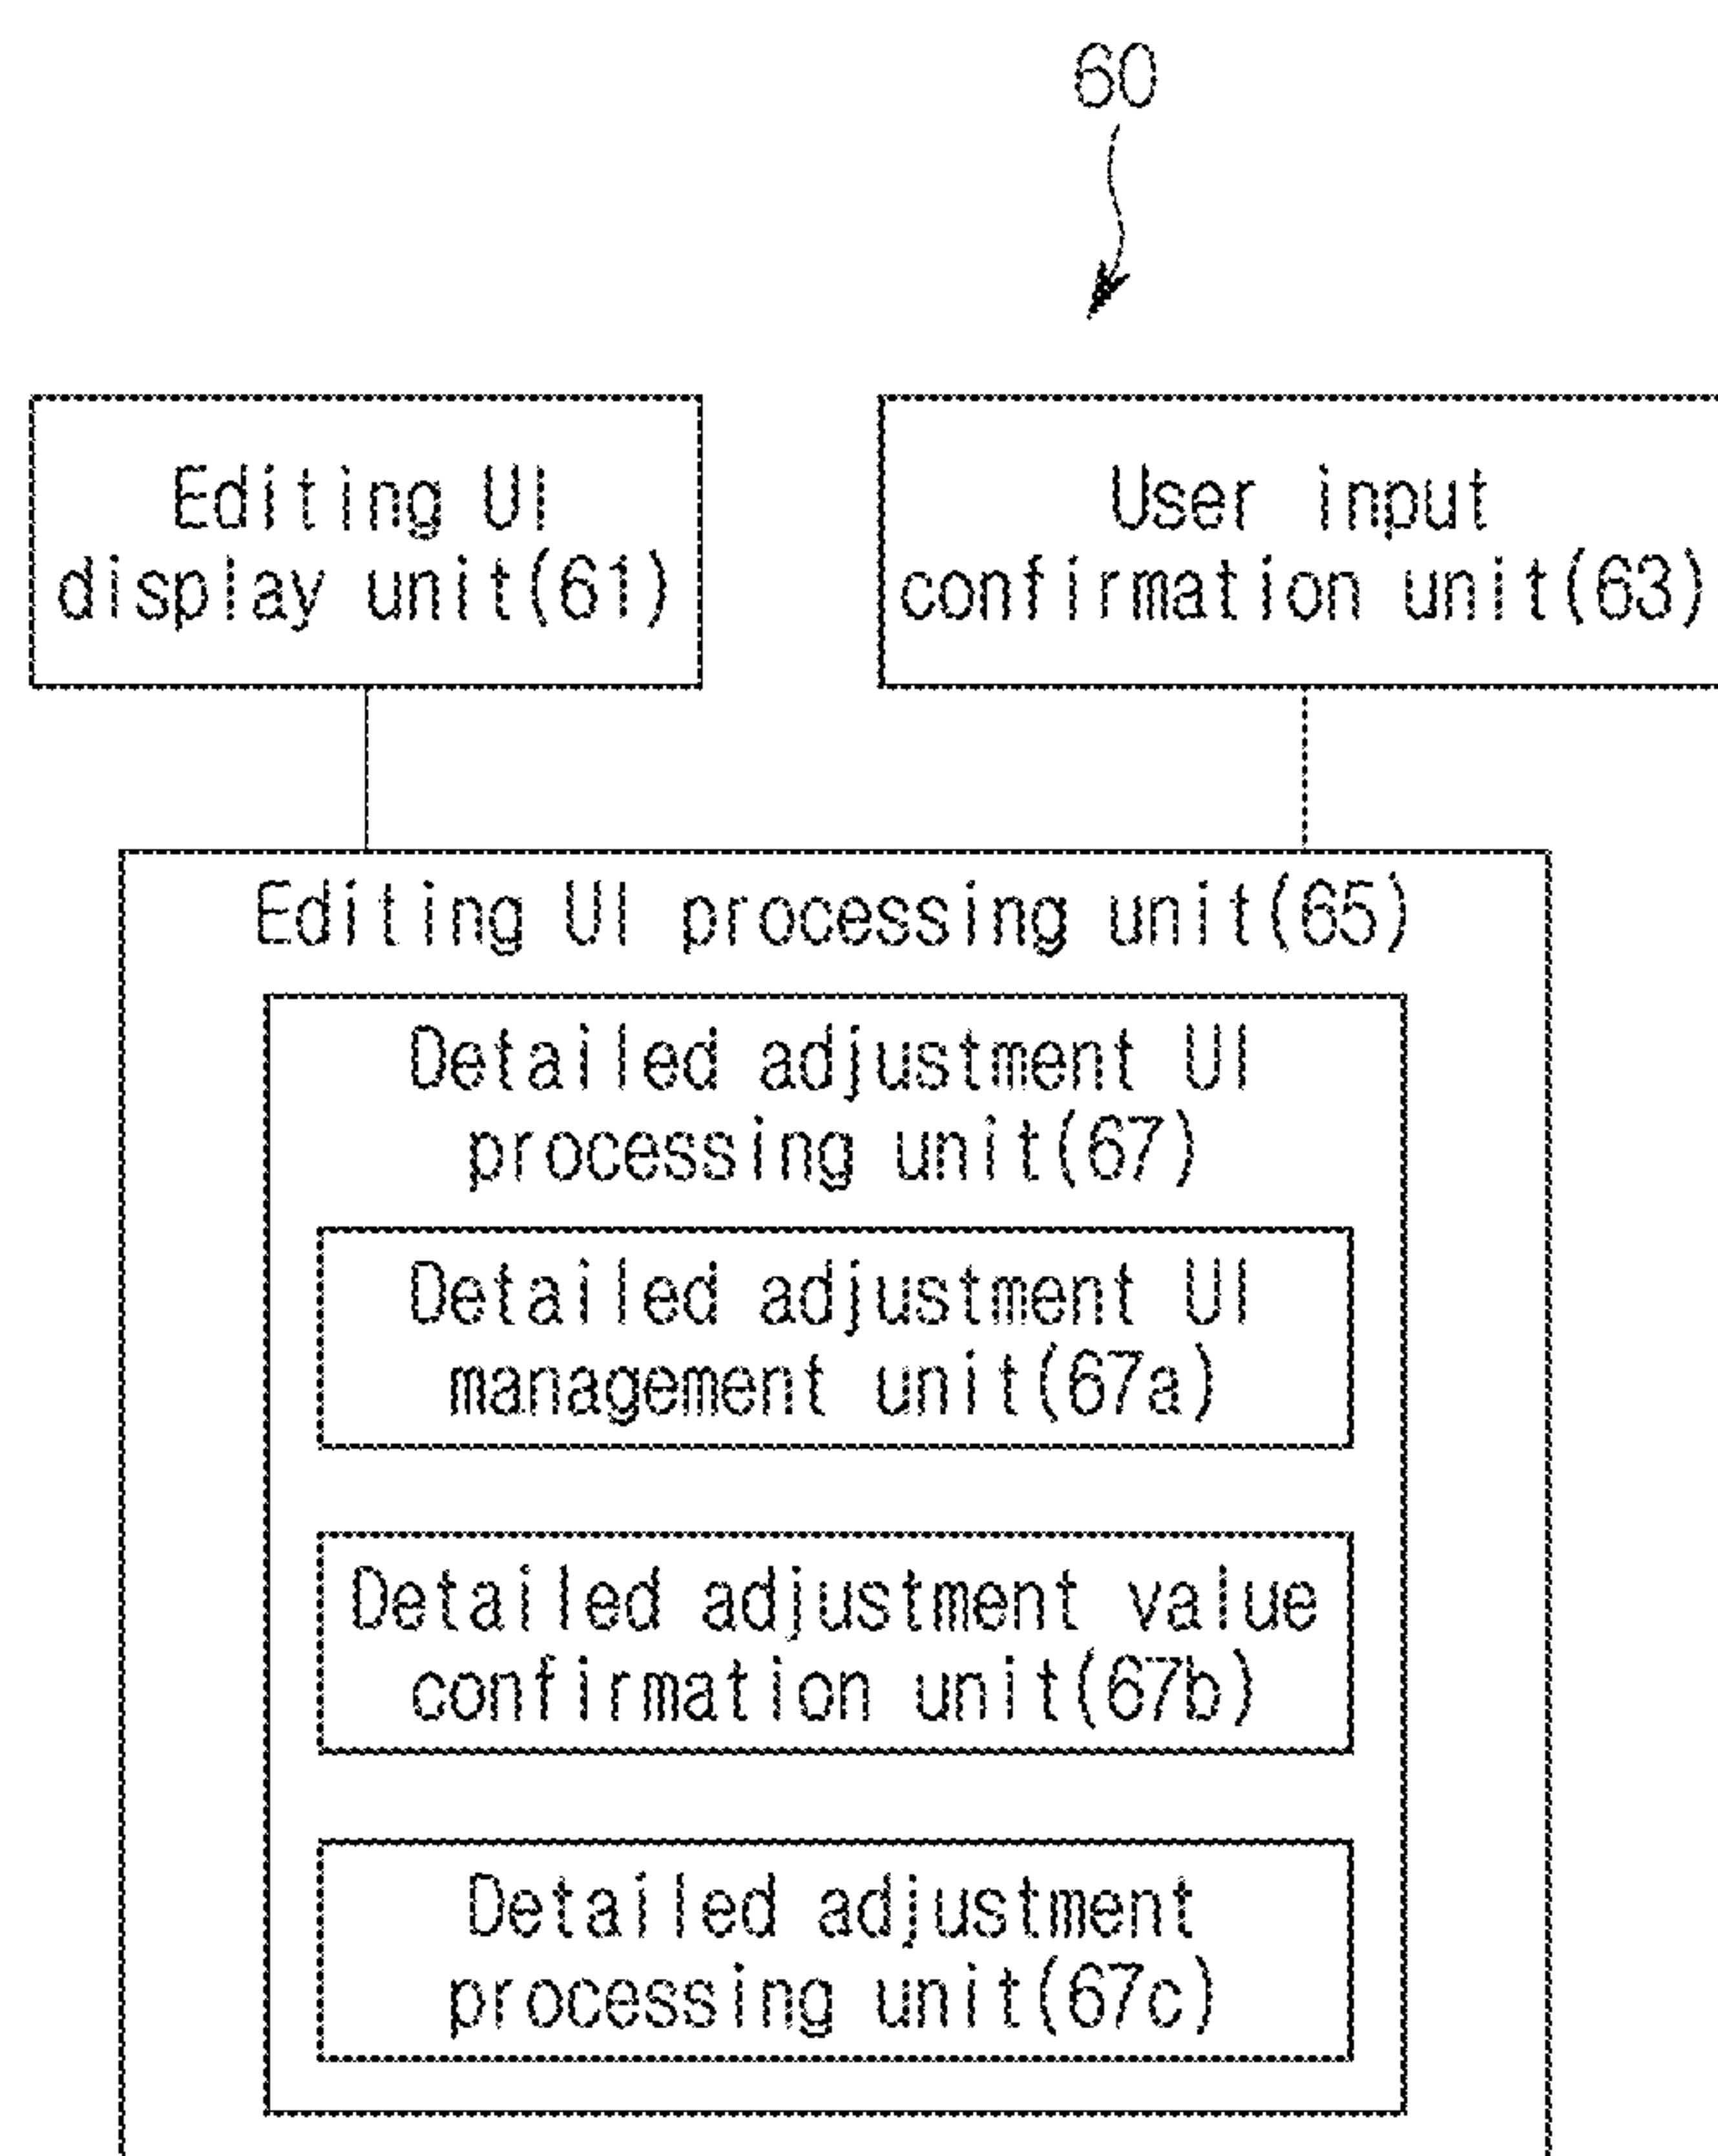 60
Editing UI
display unit(61)
User input
confirmation unit(63)
Editing UI processing unit(65)
Detailed adjustment UI
processing unit(67)
Detailed adjustment UI
management unit(67a)
Detailed adjustment value
confirmation unit(67b)
Detailed adjustment
processing unit(67c)